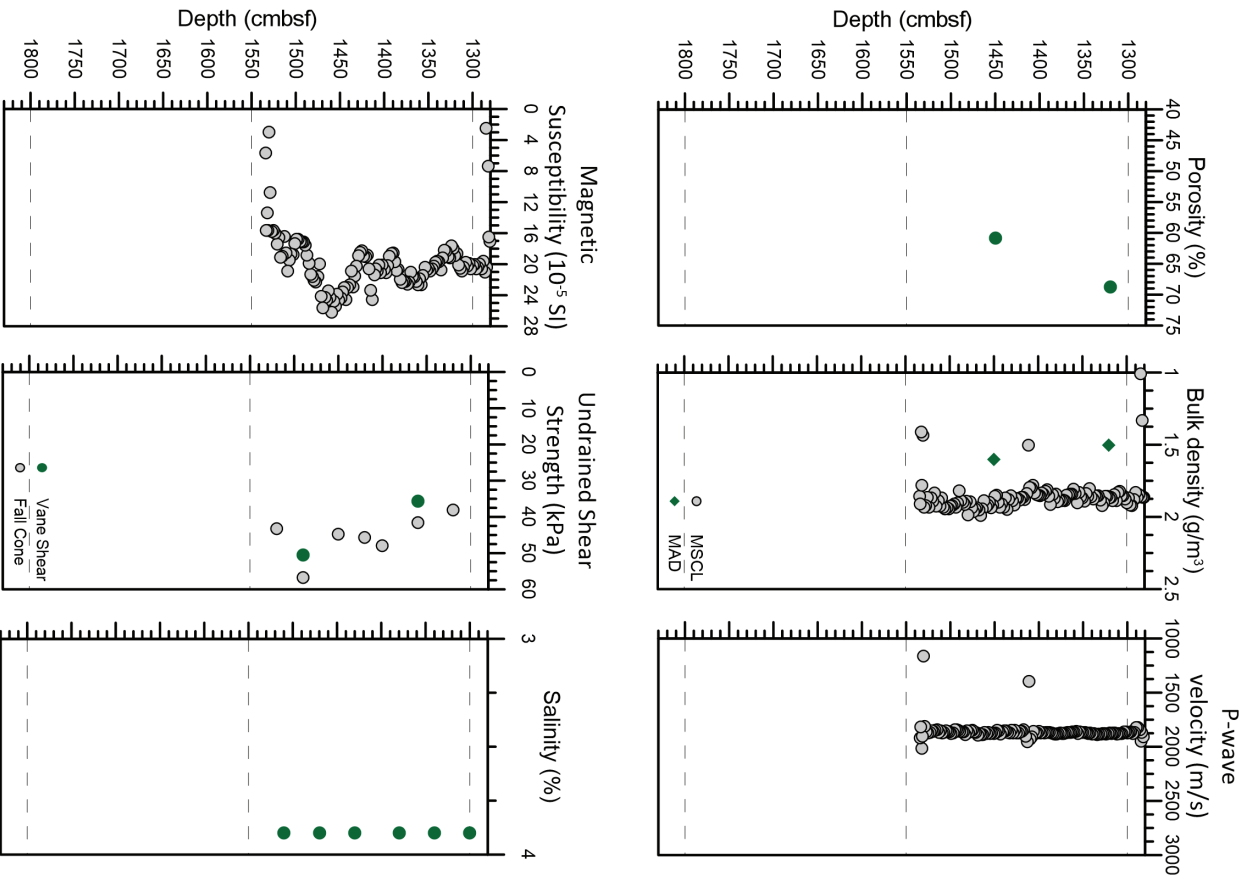 Porosity (%)
40 45 50 55 60 65 70 75
Bulk density (g/m³)
1 1.5 2 2.5
P-wave
velocity (m/s)
1000 1500 2000 2500 3000
Depth (cmbsf)
1300
1350
1400
1450
1500
1550
1600
1650
1700
1750
1800
MSCL
MAD
Magnetic
Susceptibility (10⁻⁵ SI)
0 4 8 12 16 20 24 28
Undrained Shear
Strength (kPa)
0 10 20 30 40 50 60
Salinity (%)
3 4
Depth (cmbsf)
1300
1350
1400
1450
1500
1550
1600
1650
1700
1750
1800
Vane Shear
Fall Cone